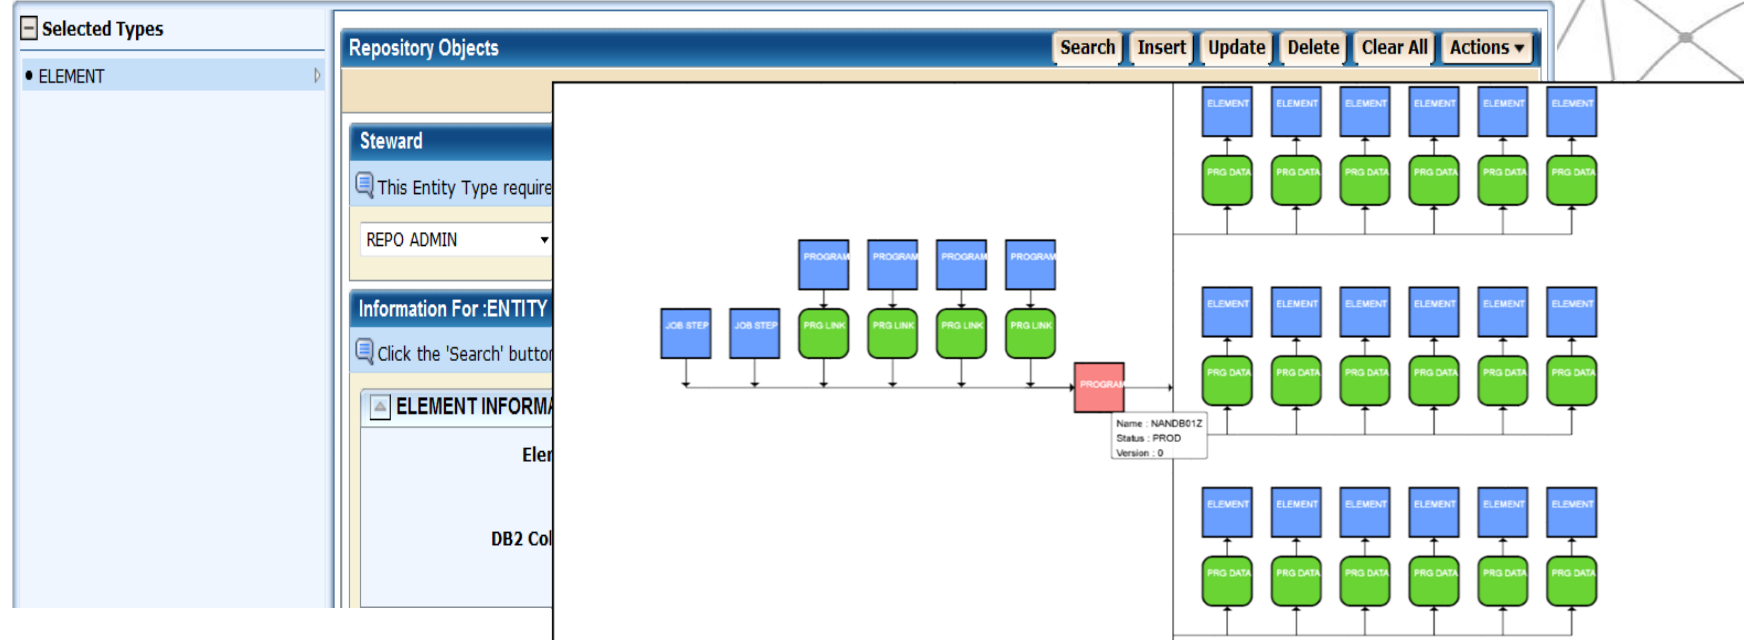 Selected Types
ELEMENT
Repository Objects
Search Insert Update Delete Clear All Actions
Steward
This Entity Type require
REPO ADMIN
Information For :ENTITY
Click the 'Search' button
ELEMENT INFORMA
Elem
DB2 Col
ELEMENT ELEMENT ELEMENT ELEMENT ELEMENT ELEMENT
PRG DATA PRG DATA PRG DATA PRG DATA PRG DATA PRG DATA
PROGRAM PROGRAM PROGRAM PROGRAM
JOB STEP JOB STEP PRG LINK PRG LINK PRG LINK PRG LINK
PROGRAM
Name : NANDB01Z
Status : PROD
Version : 0
ELEMENT ELEMENT ELEMENT ELEMENT ELEMENT ELEMENT
PRG DATA PRG DATA PRG DATA PRG DATA PRG DATA PRG DATA
ELEMENT ELEMENT ELEMENT ELEMENT ELEMENT ELEMENT
PRG DATA PRG DATA PRG DATA PRG DATA PRG DATA PRG DATA